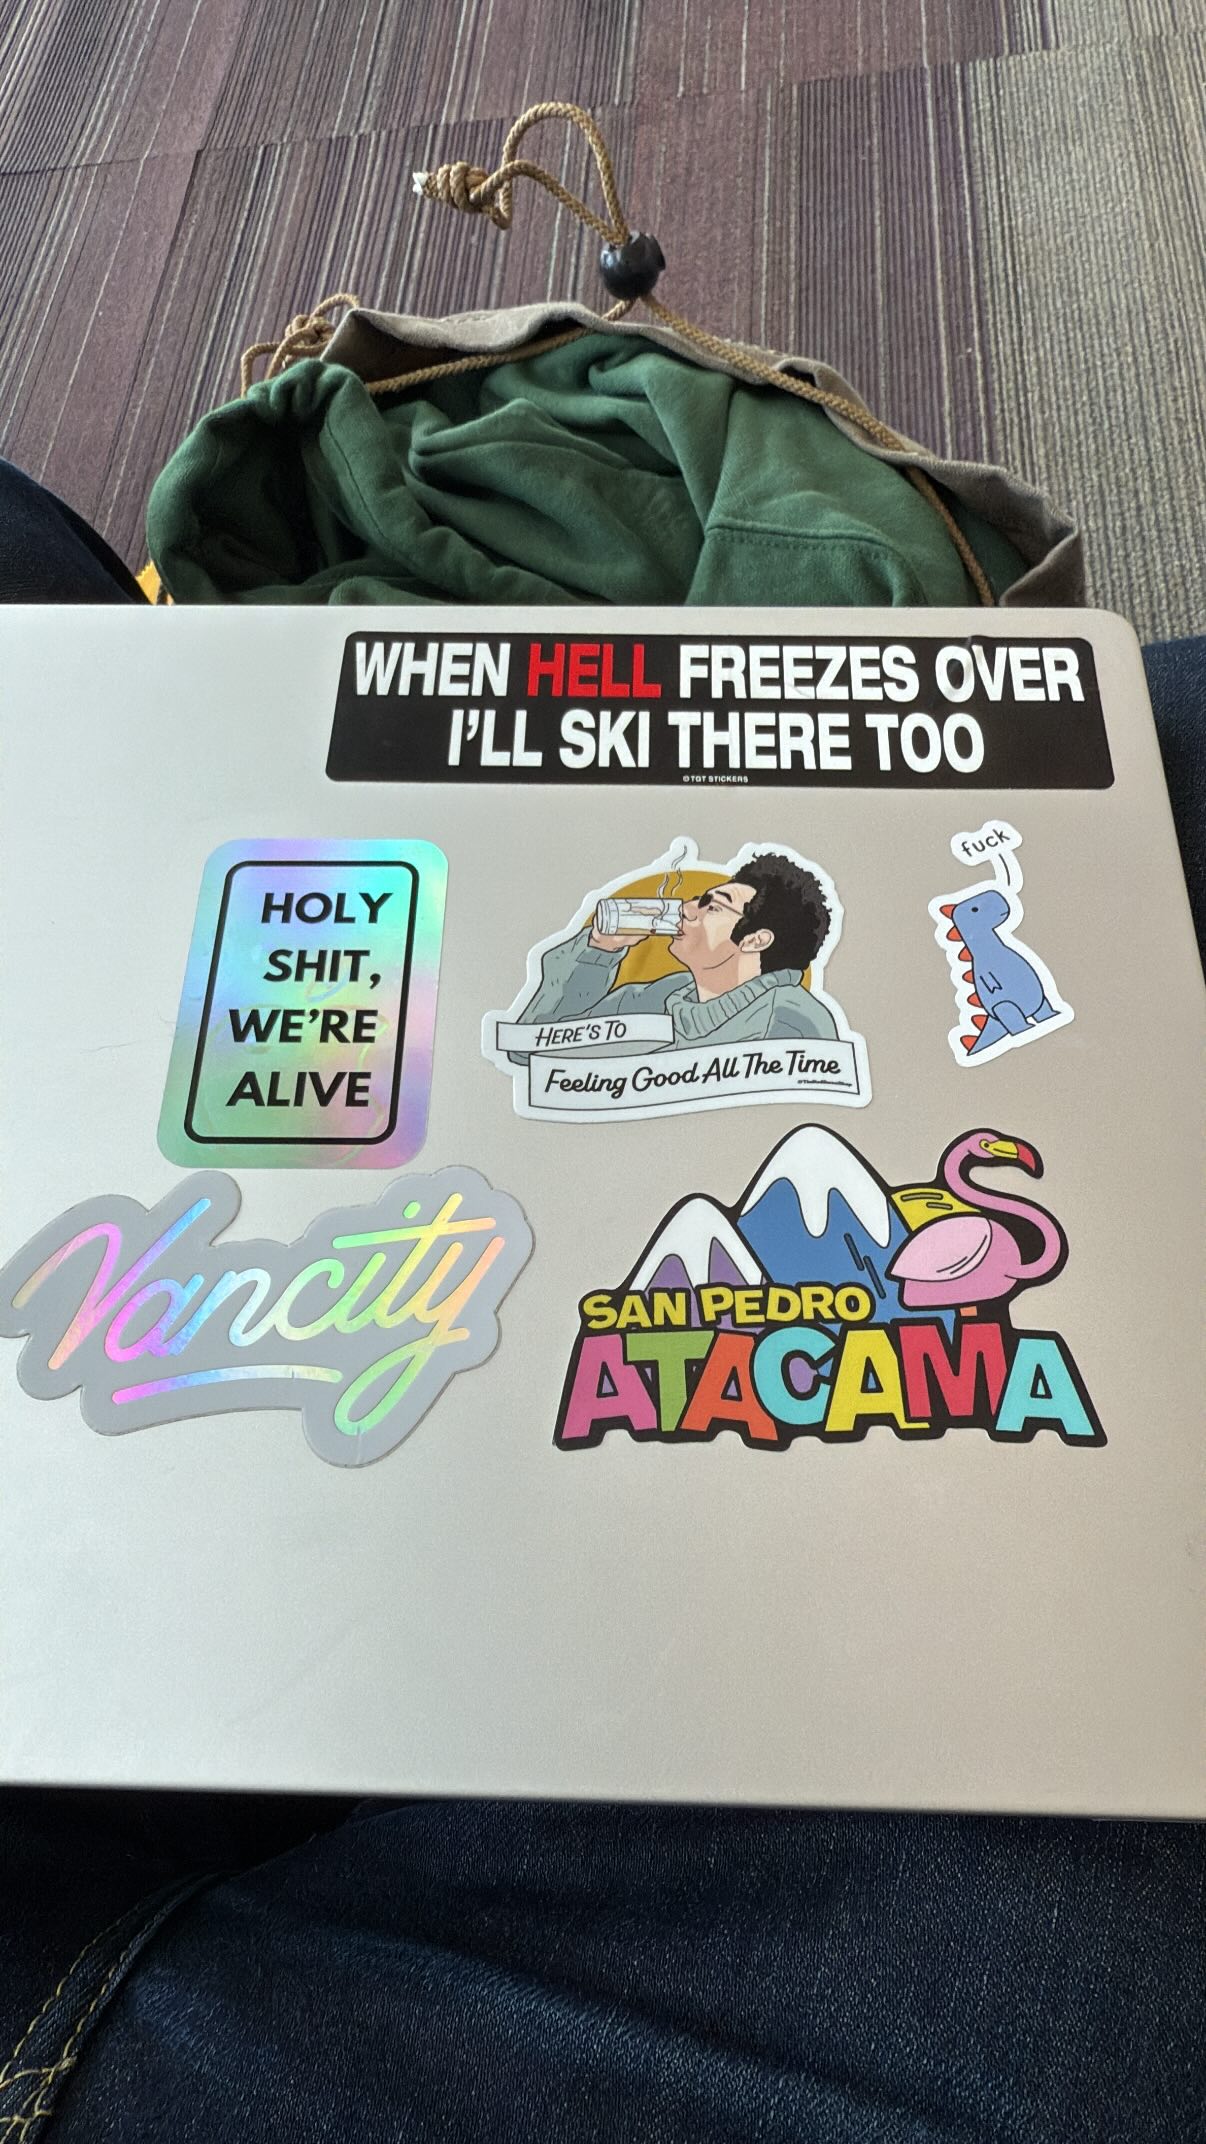 WHEN HELL FREEZES OVER
I'LL SKI THERE TOO
©TGT STICKERS
HOLY
SHIT,
WE'RE
ALIVE
HERE'S TO
Feeling Good All The Time
fuck
Vancity
SAN PEDRO
ATACAMA